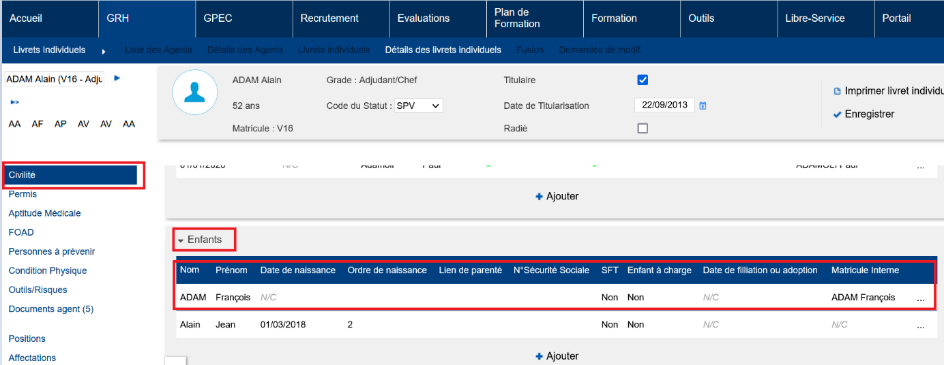 Accueil GRH GPEC Recrutement Evaluations Plan de Formation Formation Outils Libre-Service Portail
Livrets Individuels Liste des Agents Détails des Agents Livrets Individuels Détails des livrets individuels Fusion Demandes de modif.
ADAM Alain (V16 - Adju
AA AF AP AV AV AA
ADAM Alain Grade : Adjudant/Chef Titulaire
52 ans Code du Statut : SPV Date de Titularisation 22/09/2013
Matricule : V16 Radié
Imprimer livret individu
Enregistrer
Civilité
Permis
Aptitude Médicale
FOAD
Personnes à prévenir
Condition Physique
Outils/Risques
Documents agent (5)
Positions
Affectations
01/01/2020 N/C Paul ...
+ Ajouter
Enfants
Nom Prénom Date de naissance Ordre de naissance Lien de parenté N°Sécurité Sociale SFT Enfant à charge Date de filliation ou adoption Matricule Interne
ADAM François N/C Non Non N/C ADAM François ...
Alain Jean 01/03/2018 2 Non Non N/C N/C ...
+ Ajouter